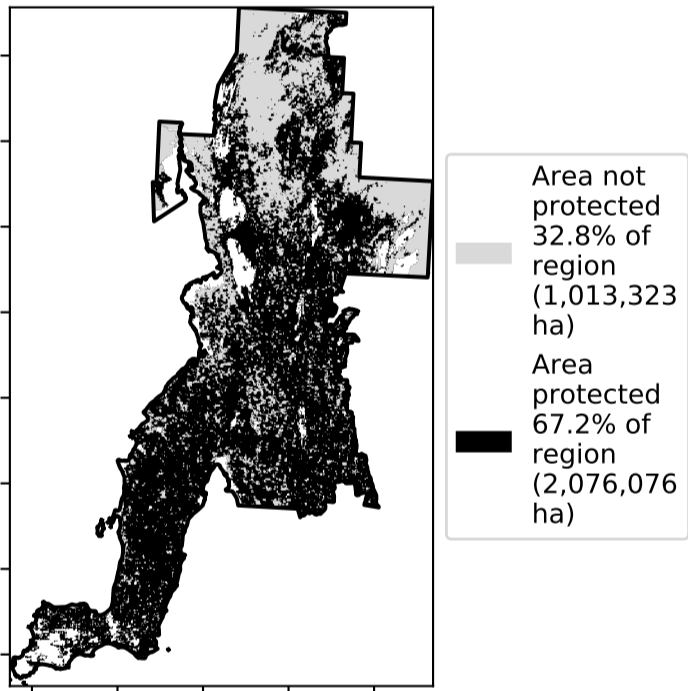 Area not
protected
32.8% of
region
(1,013,323
ha)
Area
protected
67.2% of
region
(2,076,076
ha)